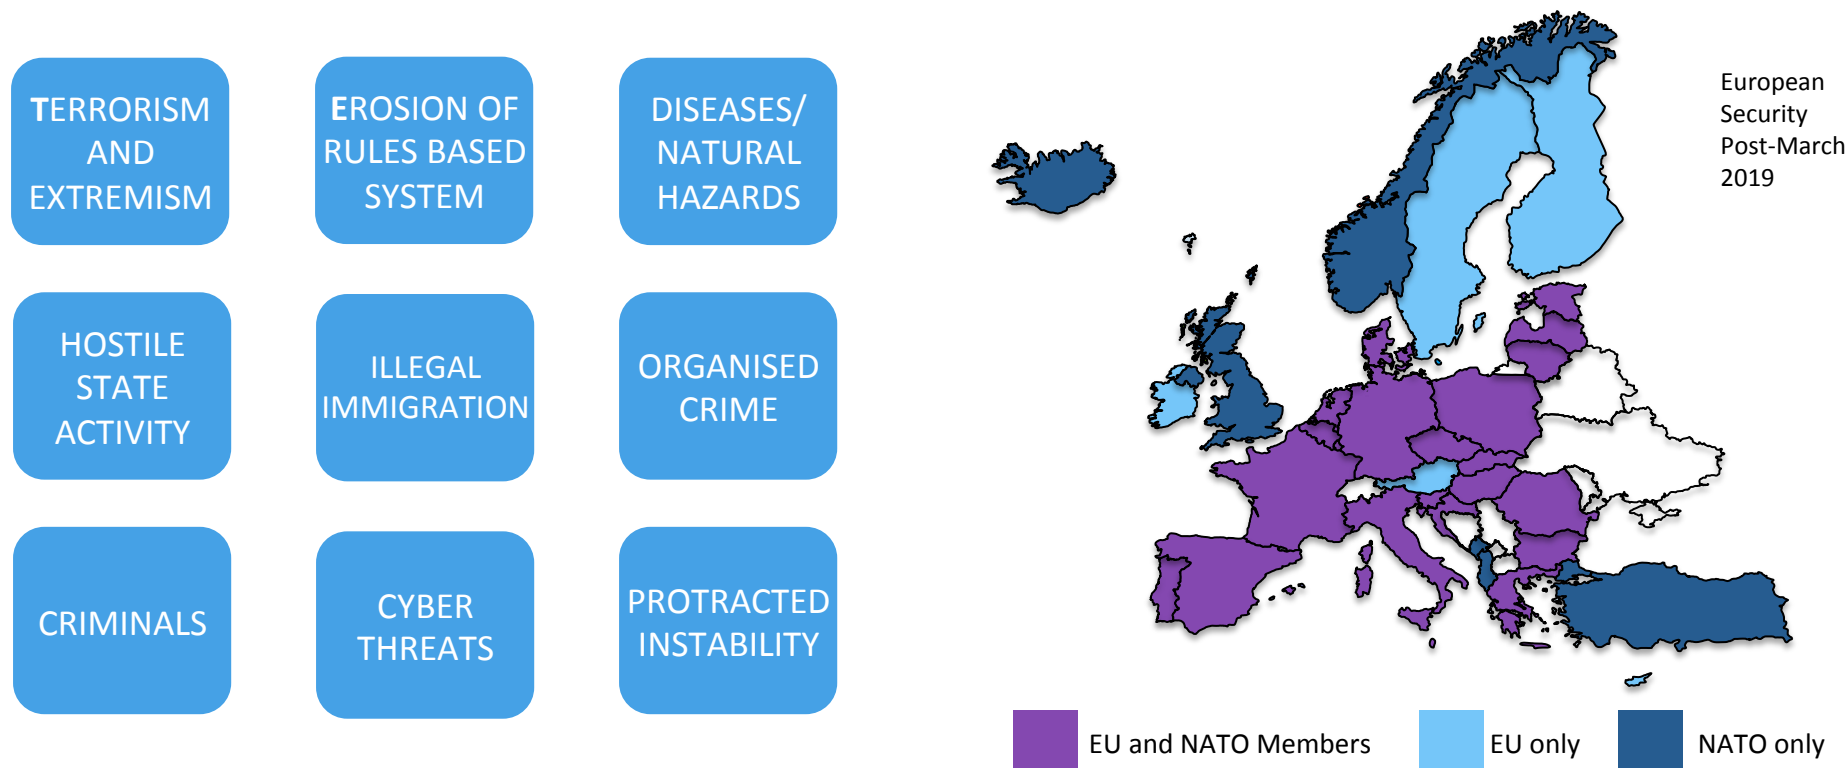 TERRORISM
AND
EXTREMISM
EROSION OF
RULES BASED
SYSTEM
DISEASES/
NATURAL
HAZARDS
HOSTILE
STATE
ACTIVITY
ILLEGAL
IMMIGRATION
ORGANISED
CRIME
CRIMINALS
CYBER
THREATS
PROTRACTED
INSTABILITY
European
Security
Post-March
2019
EU and NATO Members
EU only
NATO only